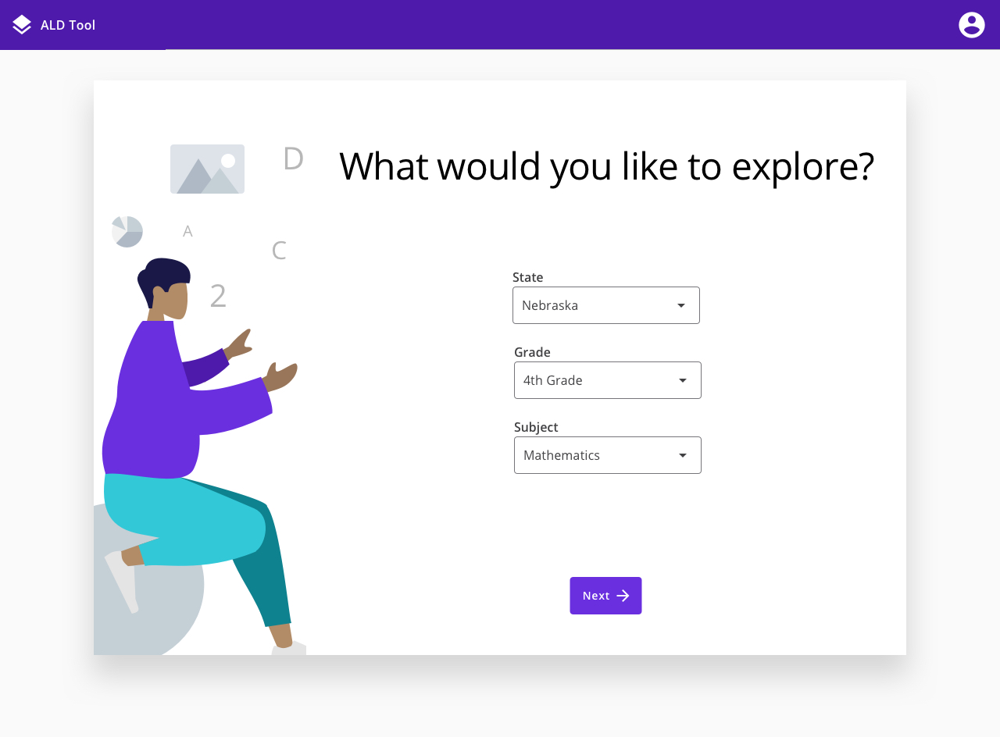 ALD Tool
D
What would you like to explore?
A
C
2
State
Nebraska
Grade
4th Grade
Subject
Mathematics
Next